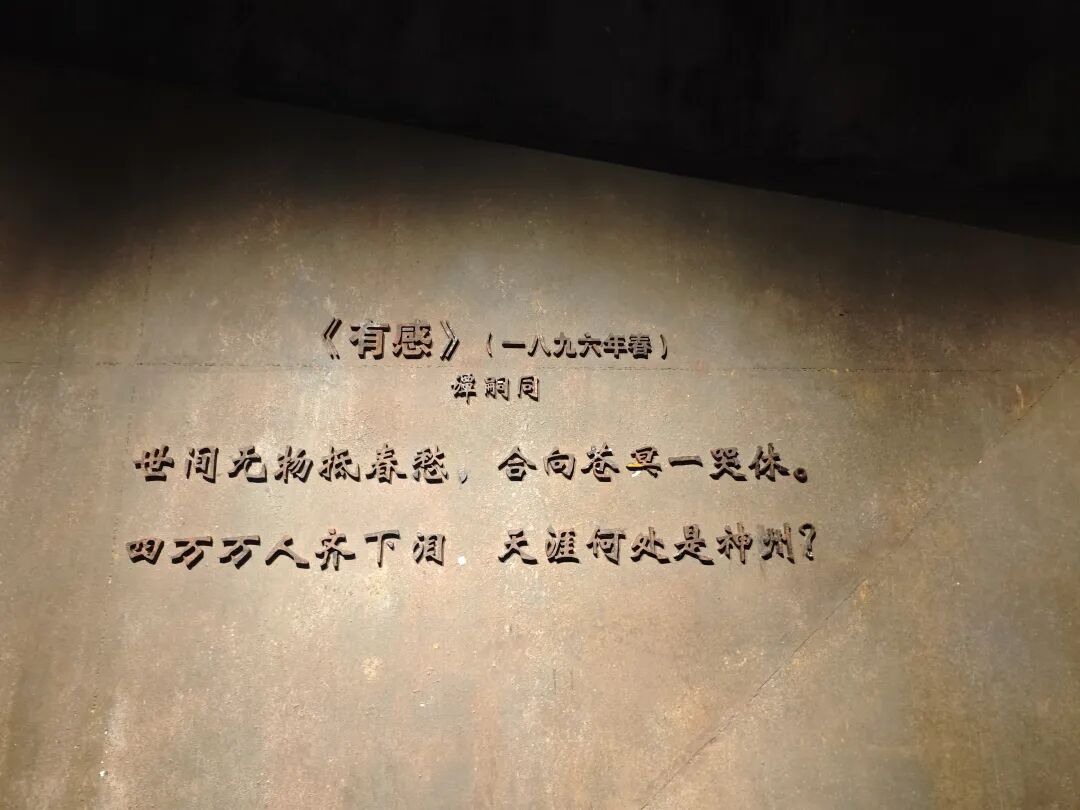 《有感》（一八九六年春）
谭嗣同
世间无物抵春愁，合向苍冥一哭休。
四万万人齐下泪 天涯何处是神州？